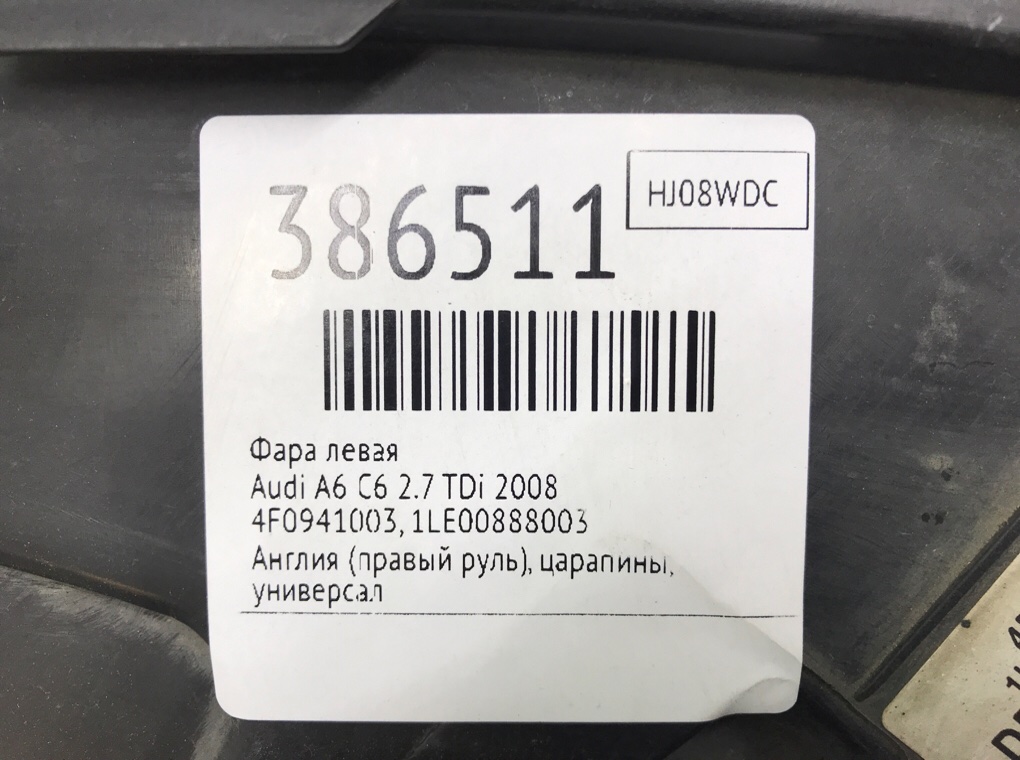 386511
HJ08WDC
Фара левая
Audi A6 C6 2.7 TDi 2008
4F0941003, 1LE00888003
Англия (правый руль), царапины,
универсал